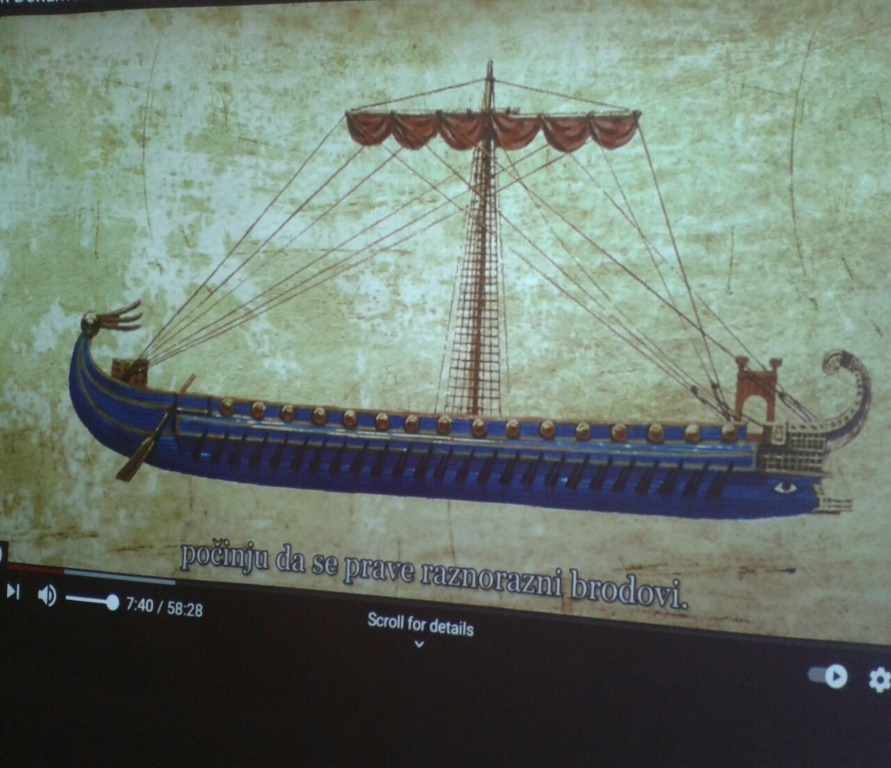 počinju da se prave raznorazni brodovi.
7:40 / 58:28
Scroll for details